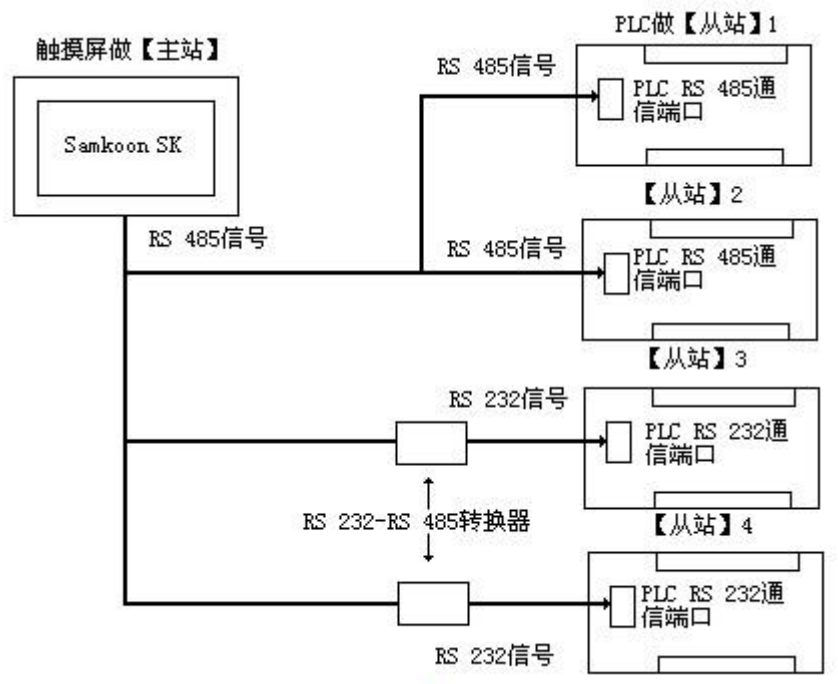 PLC做【从站】1
触摸屏做【主站】
RS 485信号
PLC RS 485通
信端口
Samkoon SK
【从站】2
RS 485信号
RS 485信号
PLC RS 485通
信端口
【从站】3
RS 232信号
PLC RS 232通
信端口
RS 232-RS 485转换器
【从站】4
PLC RS 232通
信端口
RS 232信号